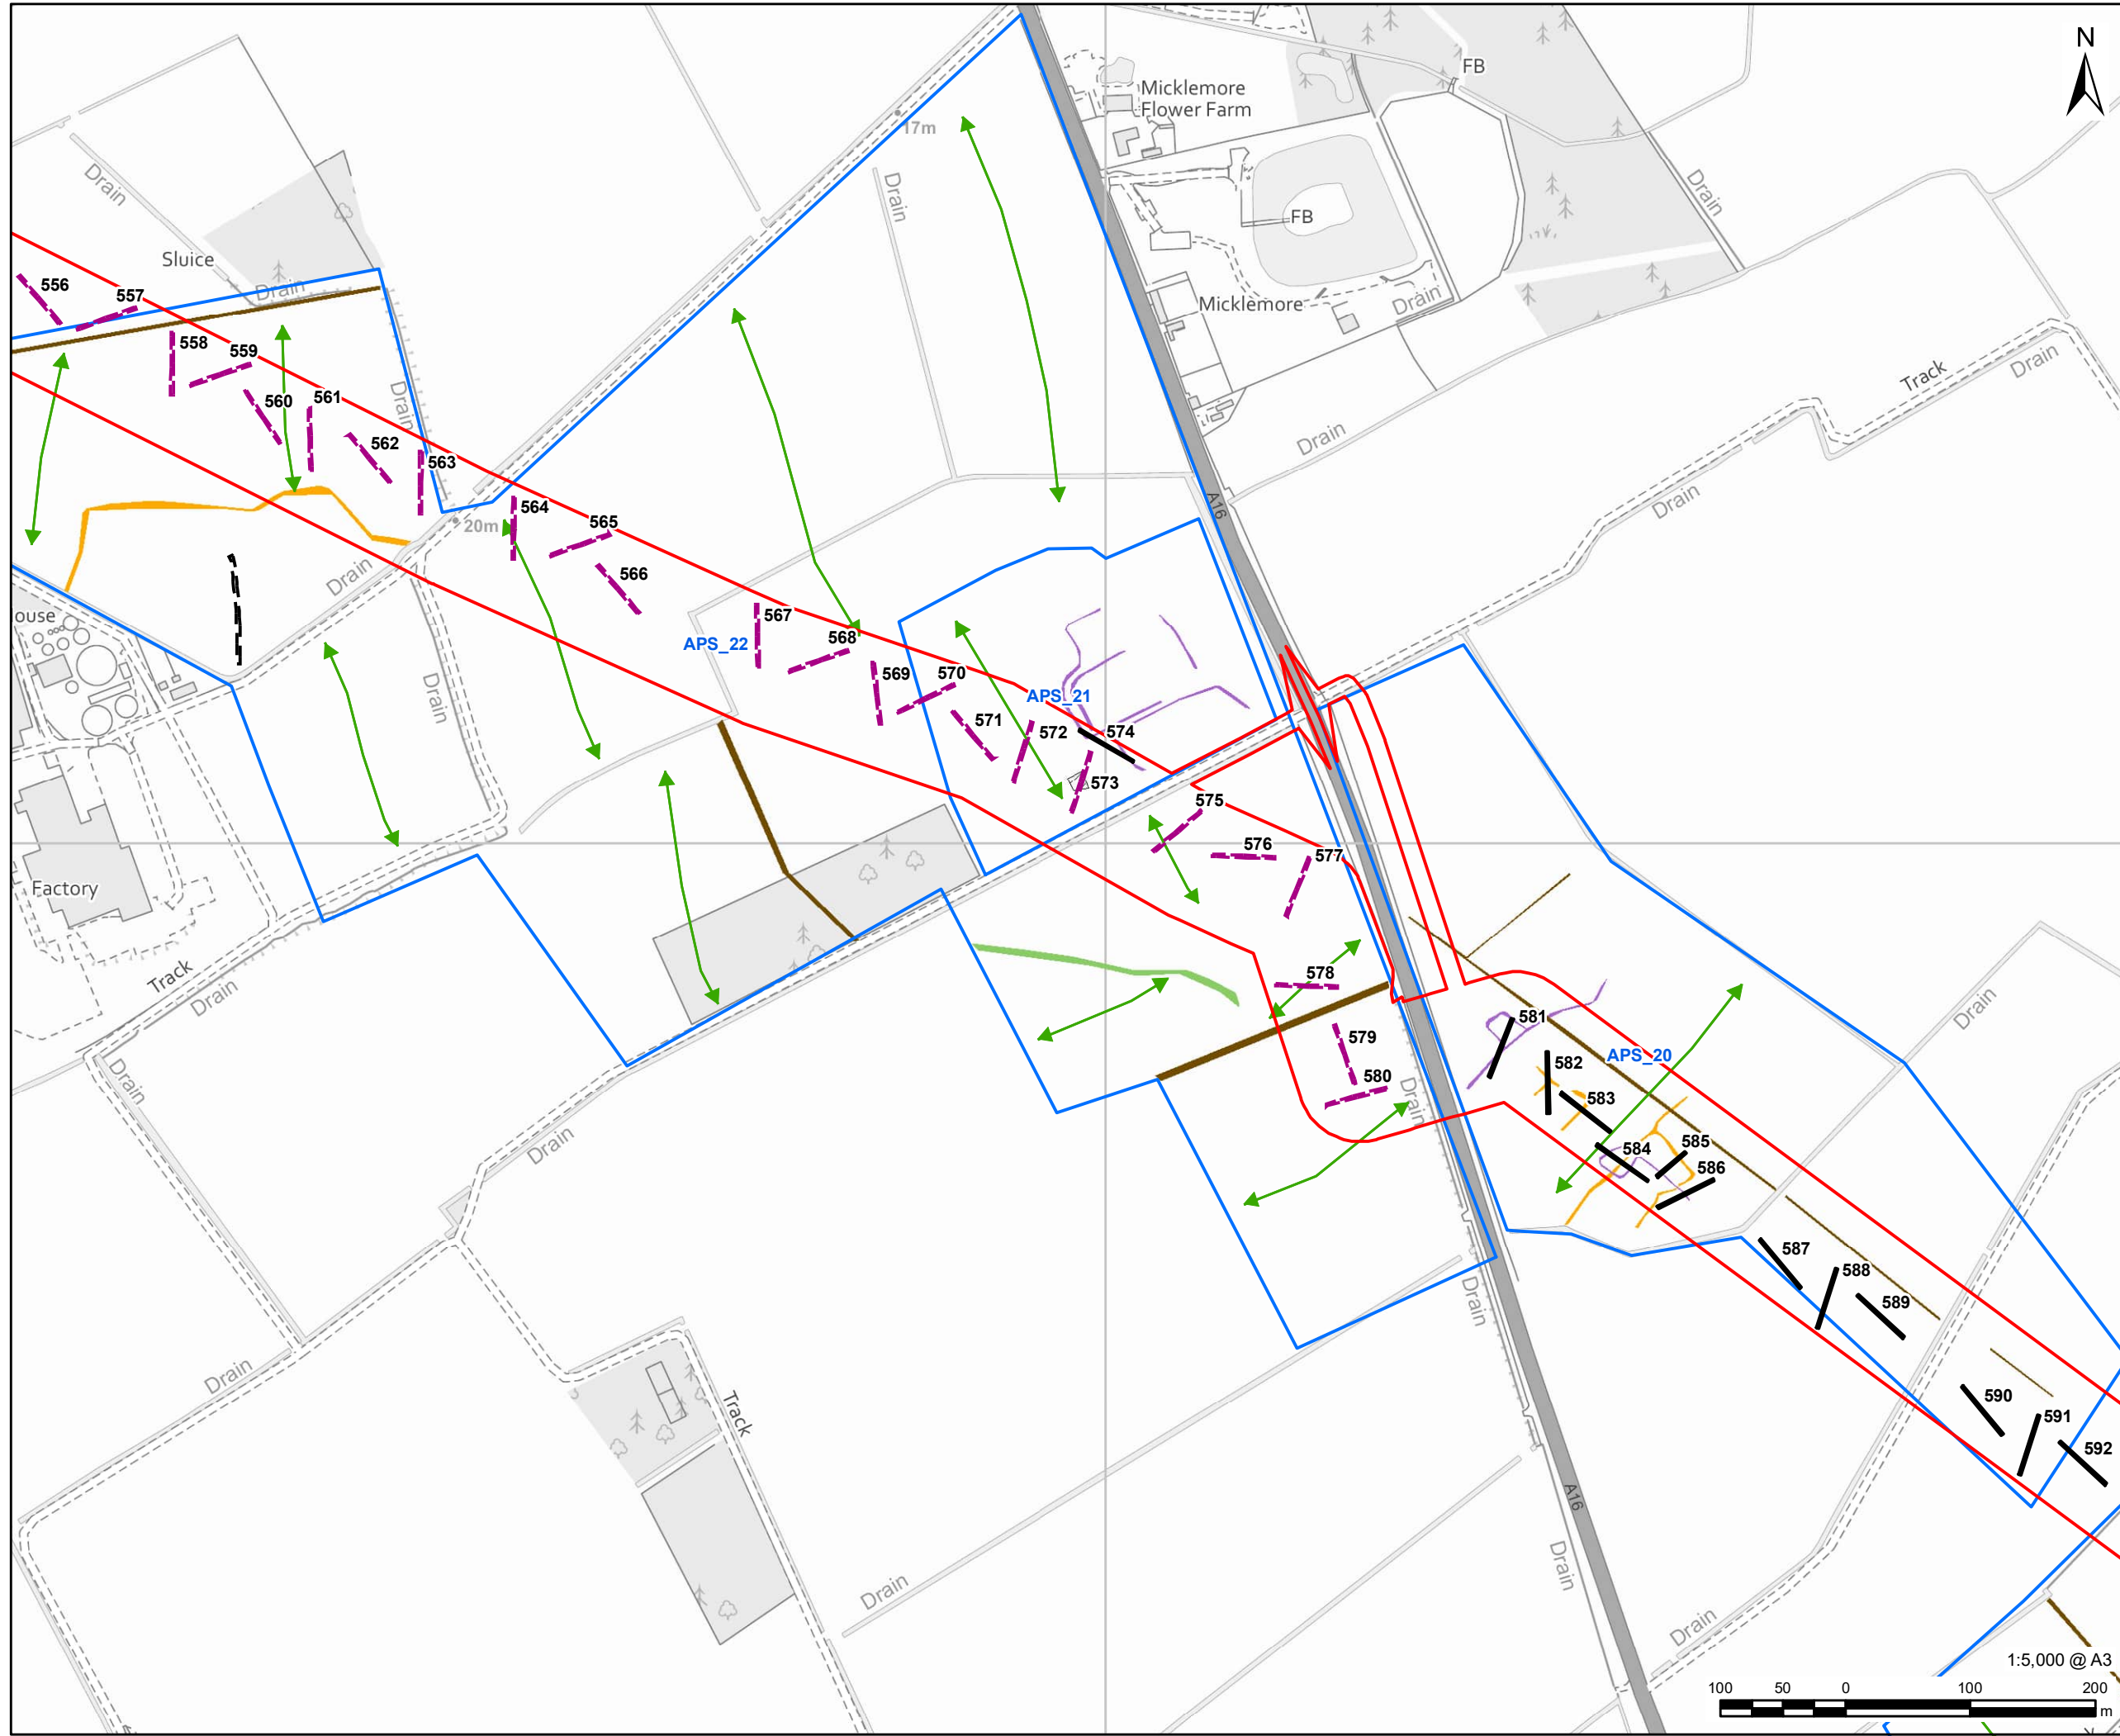 N
FB
Micklemore
Flower Farm
17m
Drain
Drain
Drain
FB
Sluice
Drain
556
557
Micklemore
Drain
558
559
Drain
560
561
562
563
Track
Drain
Drain
A16
Drain
20m
564
565
566
Drain
ouse
567
568
APS_22
569
570
APS_21
Drain
571
572
574
573
575
576
577
Factory
Track
Drain
578
579
580
Drain
581
582
583
APS_20
584
585
586
Drain
Drain
Drain
587
588
589
Drain
Drain
Track
590
591
592
A16
Drain
Drain
Drain
1:5,000 @ A3
100 50 0 100 200
m